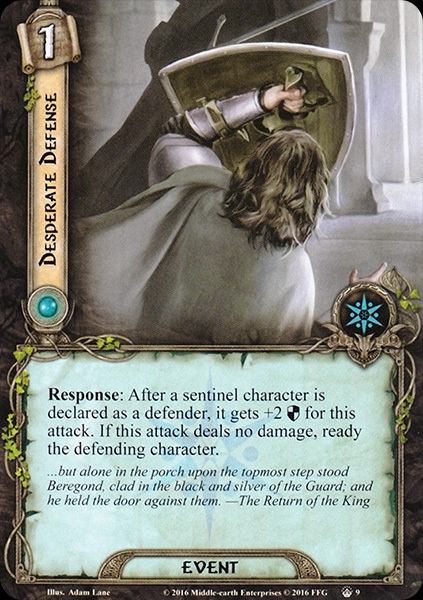 1
DESPERATE DEFENSE
Response: After a sentinel character is
declared as a defender, it gets +2 for this
attack. If this attack deals no damage, ready
the defending character.
...but alone in the porch upon the topmost step stood
Beregond, clad in the black and silver of the Guard; and
he held the door against them. —The Return of the King
EVENT
Illus. Adam Lane
© 2016 Middle-earth Enterprises © 2016 FFG
9